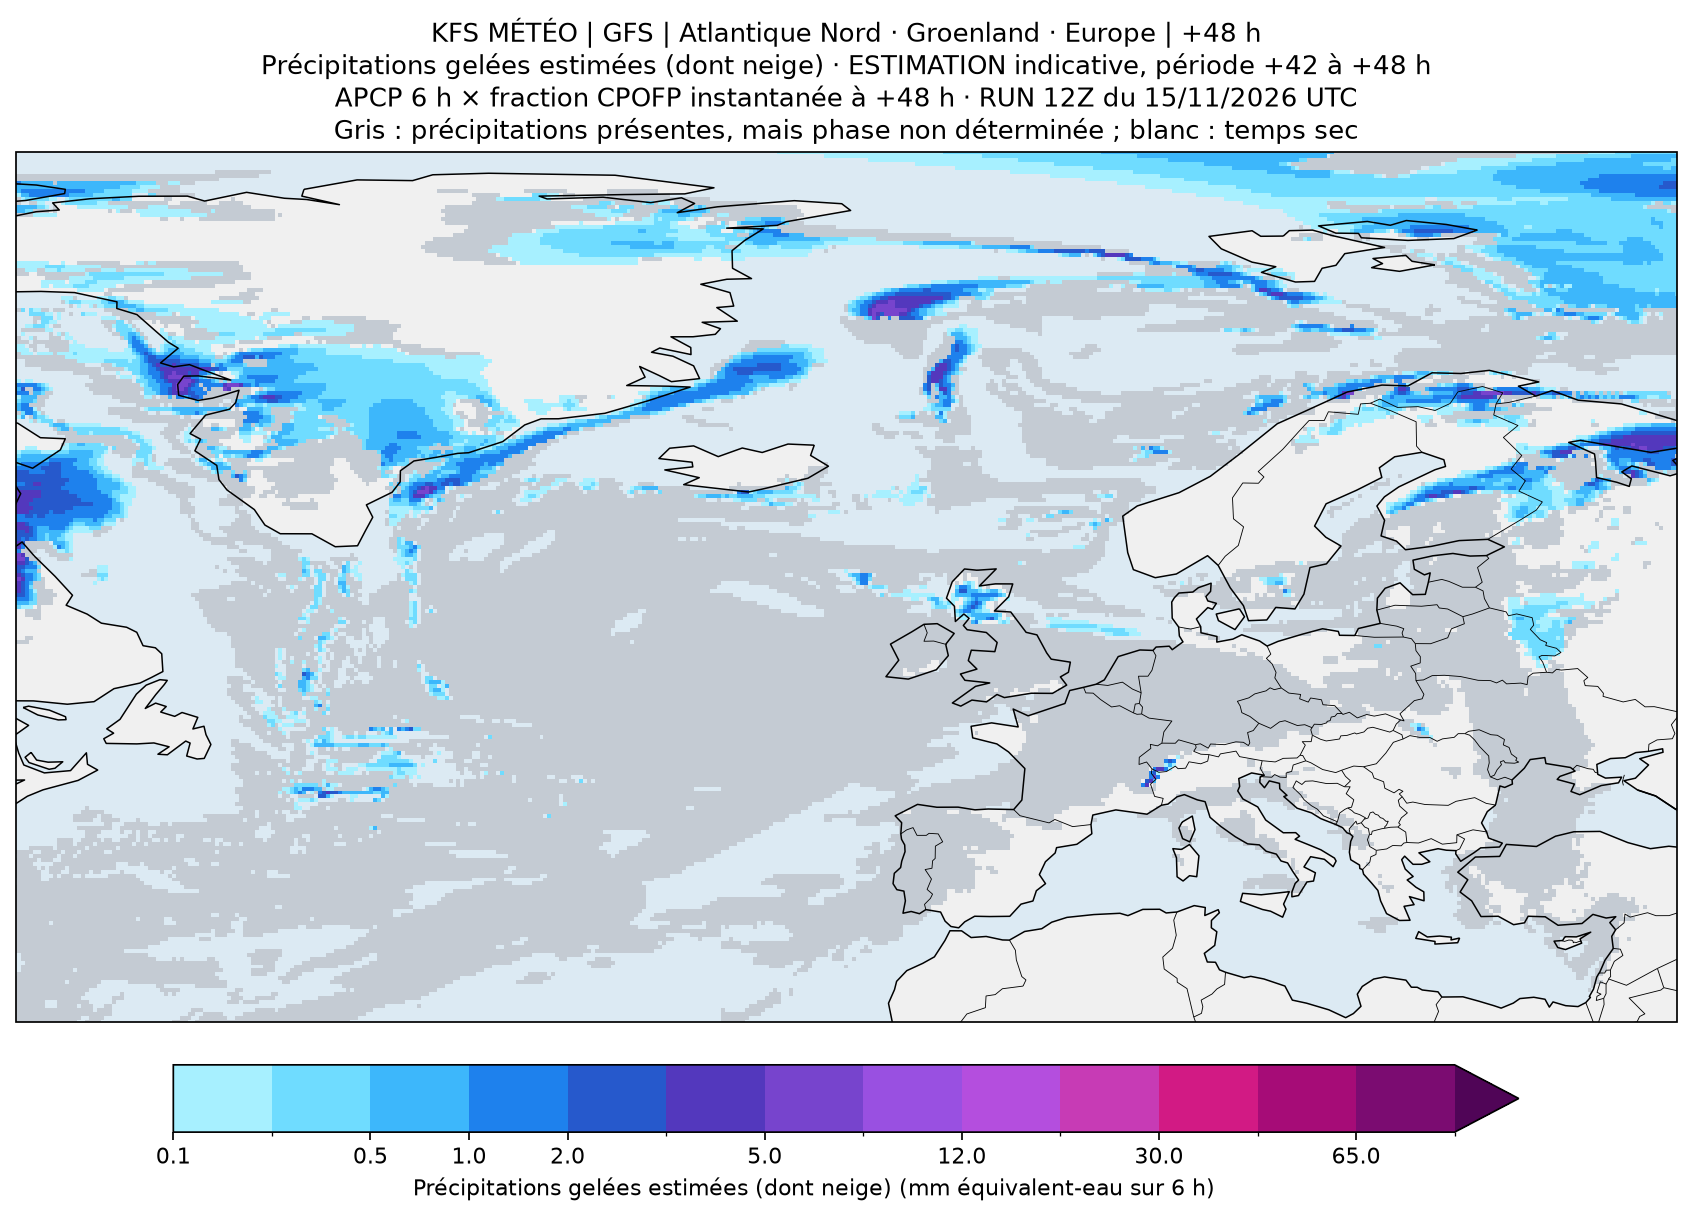 KFS MÉTÉO | GFS | Atlantique Nord · Groenland · Europe | +48 h
Précipitations gelées estimées (dont neige) · ESTIMATION indicative, période +42 à +48 h
APCP 6 h × fraction CPOFP instantanée à +48 h · RUN 12Z du 15/11/2026 UTC
Gris : précipitations présentes, mais phase non déterminée ; blanc : temps sec
0.1 0.5 1.0 2.0 5.0 12.0 30.0 65.0
Précipitations gelées estimées (dont neige) (mm équivalent-eau sur 6 h)